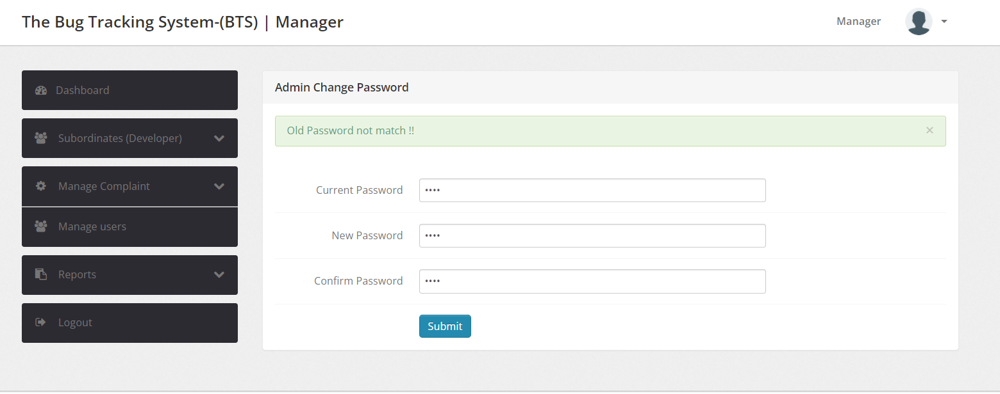 The Bug Tracking System-(BTS) | Manager
Manager
Dashboard
Subordinates (Developer)
Manage Complaint
Manage users
Reports
Logout
Admin Change Password
Old Password not match !!
×
Current Password
••••
New Password
••••
Confirm Password
••••
Submit